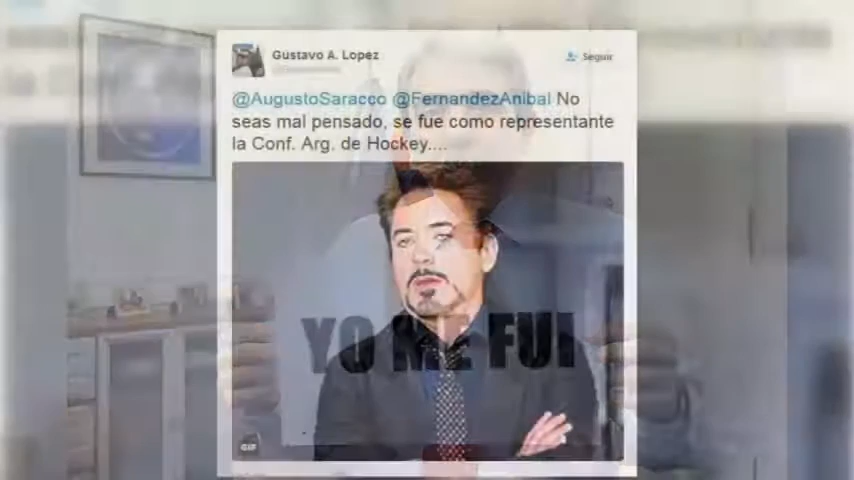 Gustavo A. Lopez
Seguir
@AugustoSaracco @FernandezAnibal No
seas mal pensado, se fue como representante
la Conf. Arg. de Hockey....
YO ME FUI
GIF